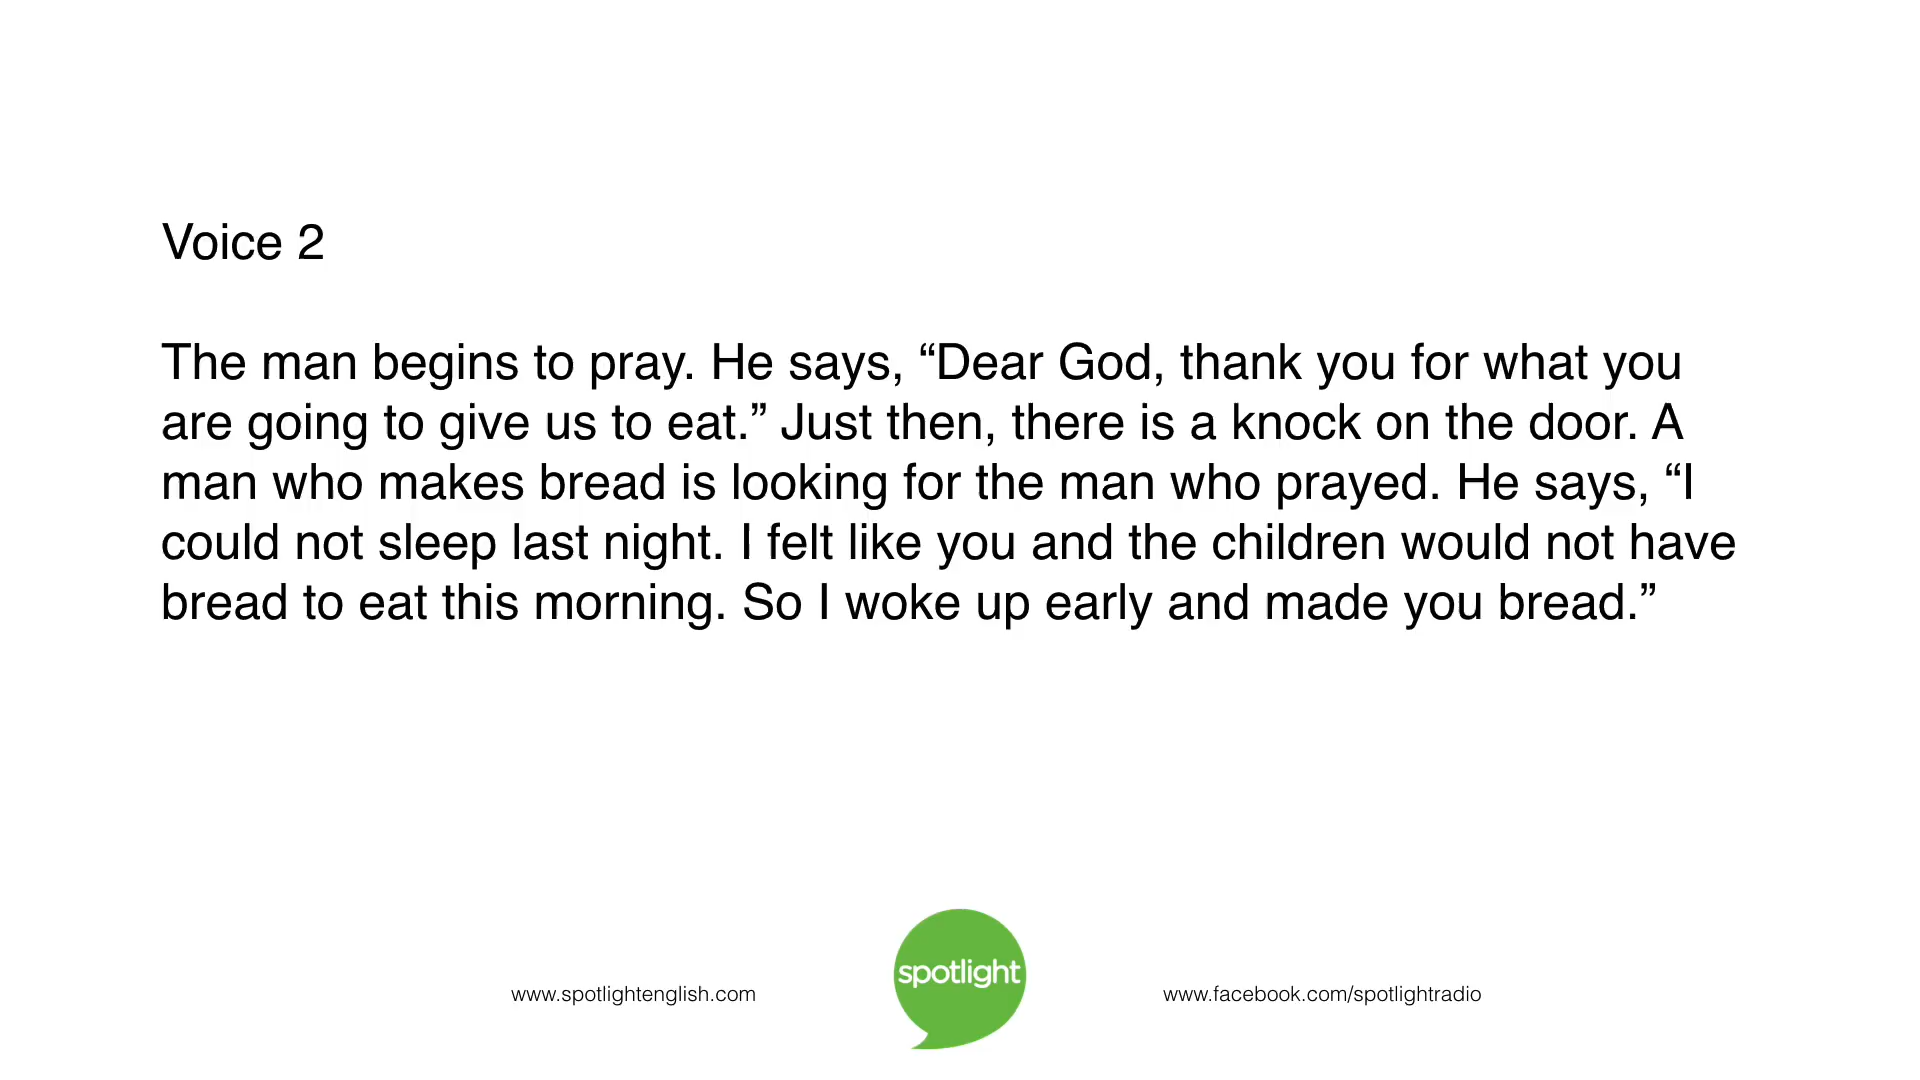 Voice 2
The man begins to pray. He says, “Dear God, thank you for what you
are going to give us to eat.” Just then, there is a knock on the door. A
man who makes bread is looking for the man who prayed. He says, “I
could not sleep last night. I felt like you and the children would not have
bread to eat this morning. So I woke up early and made you bread.”
spotlight
www.spotlightenglish.com
www.facebook.com/spotlightradio